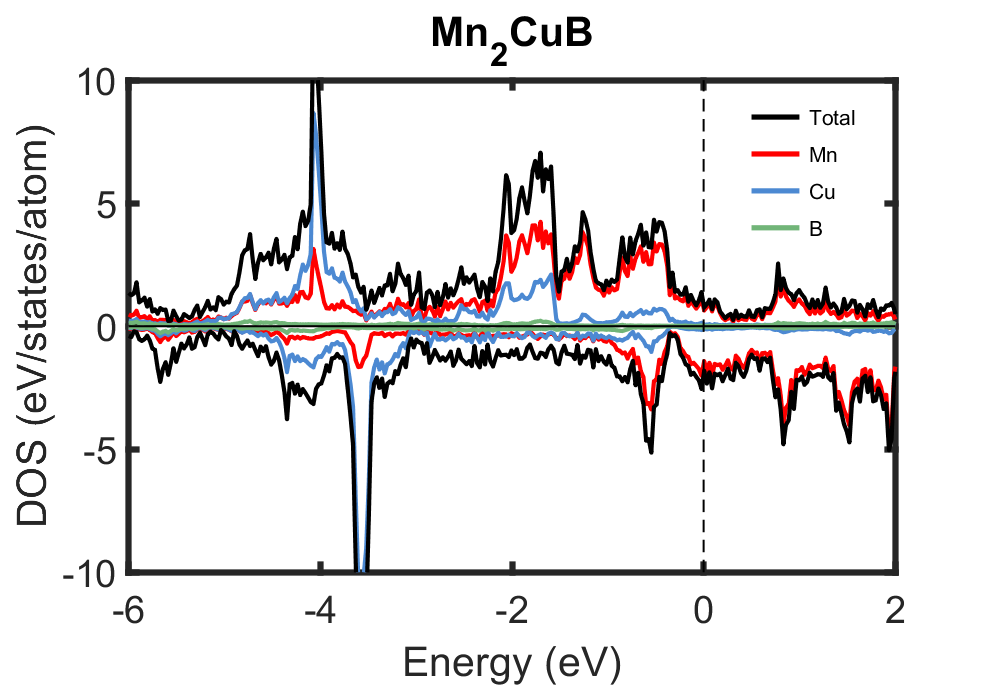 Mn₂CuB
DOS (eV/states/atom)
10
5
0
-5
-10
Total
Mn
Cu
B
-6
-4
-2
0
2
Energy (eV)